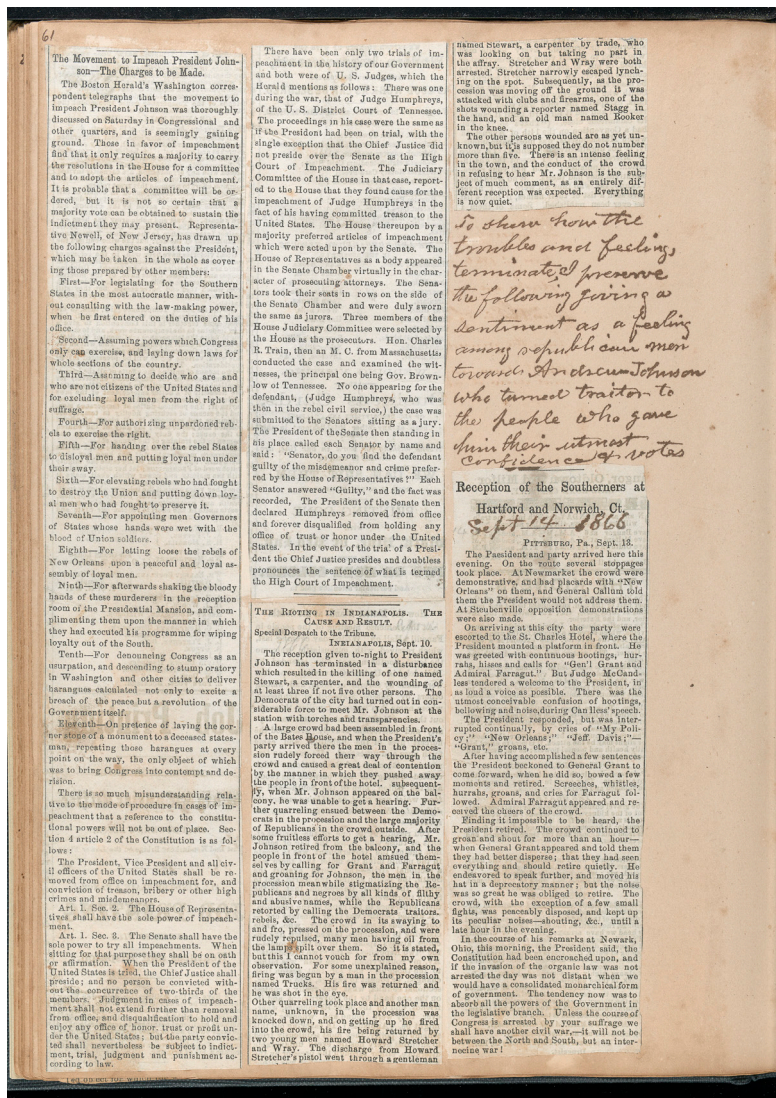 61
The Movement to Impeach President John-
son—The Charges to be Made.
The Boston Herald's Washington corres-
pondent telegraphs that the movement to
impeach President Johnson was thoroughly
discussed on Saturday in Congressional and
other quarters, and is seemingly gaining
ground. Those in favor of impeachment
find that it only requires a majority to carry
the resolutions in the House for a committee
and to adopt the articles of impeachment.
It is probable that a committee will be or-
dered, but it is not so certain that a
majority vote can be obtained to sustain the
indictment they may present. Representa-
tive Newell, of New Jersey, has drawn up
the following charges against the President,
which may be taken in the whole as cover
ing those prepared by other members:
First—For legislating for the Southern
States in the most autocratic manner, with-
out consulting with the law-making power,
when he first entered on the duties of his
office.
Second—Assuming powers which Congress
only can exercise, and laying down laws for
whole sections of the country.
Third—Assuming to decide who are and
who are not citizens of the United States and
for excluding loyal men from the right of
suffrage.
Fourth—For authorizing unpardoned reb-
els to exercise the right.
Fifth—For handing over the rebel States
to disloyal men and putting loyal men under
their sway.
Sixth—For elevating rebels who had fought
to destroy the Union and putting down loy-
al men who had fought to preserve it.
Seventh—For appointing men Governors
of States whose hands were wet with the
blood of Union soldiers.
Eighth—For letting loose the rebels of
New Orleans upon a peaceful and loyal as-
sembly of loyal men.
Ninth—For afterwards shaking the bloody
hands of these murderers in the reception
room of the Presidential Mansion, and com-
plimenting them upon the manner in which
they had executed his programme for wiping
loyalty out of the South.
Tenth—For denouncing Congress as an
usurpation, and descending to stump oratory
in Washington and other cities to deliver
harangues calculated not only to excite a
breach of the peace but a revolution of the
Government itself.
Eleventh—On pretence of laying the cor-
ner stope of a monument to a deceased states-
man, repeating those harangues at every
point on the way, the only object of which
was to bring Congress into contempt and de-
rision.
There is so much misunderstanding rela-
tive to the mode of procedure in cases of im-
peachment that a reference to the constitu-
tional powers will not be out of place. Sec-
tion 4 article 2 of the Constitution is as fol-
lows:
The President, Vice President and all civ-
il officers of the United States shall be re-
moved from office on impeachment for, and
conviction of treason, bribery or other high
crimes and misdemeanors.
Art. 1. Sec. 2. The House of Representa-
tives shall have the sole power of impeach-
ment.
Art. 1. Sec. 3. The Senate shall have the
sole power to try all impeachments. When
sitting for that purpose they shall be on oath
or affirmation. When the President of the
United States is tried, the Chief Justice shall
preside; and no person be convicted with-
out the concurrence of two-thirds of the
members. Judgment in cases of impeach-
ment shall not extend further than removal
from office, and disqualification to hold and
enjoy any office of honor, trust or profit un-
der the United States; but the party convic-
ted shall nevertheless be subject to indict-
ment, trial, judgment and punishment ac-
cording to law.
There have been only two trials of im-
peachment in the history of our Government
and both were of U. S. Judges, which the
Herald mentions as follows: There was one
during the war, that of Judge Humphreys,
of the U. S. District Court of Tennessee.
The proceedings in his case were the same as
if the President had been on trial, with the
single exception that the Chief Justice did
not preside over the Senate as the High
Court of Impeachment. The Judiciary
Committee of the House in that case, report-
ed to the House that they found cause for the
impeachment of Judge Humphreys in the
fact of his having committed treason to the
United States. The House thereupon by a
majority preferred articles of impeachment
which were acted upon by the Senate. The
House of Representatives as a body appeared
in the Senate Chamber virtually in the char-
acter of prosecuting attorneys. The Sena-
tors took their seats in rows on the side of
the Senate Chamber and were duly sworn
the same as jurors. Three members of the
House Judiciary Committee were selected by
the House as the prosecutors. Hon. Charles
R. Train, then an M. C. from Massachusetts,
conducted the case and examined the wit-
nesses, the principal one being Gov. Brown-
low of Tennessee. No one appearing for the
defendant, (Judge Humphreys, who was
then in the rebel civil service,) the case was
submitted to the Senators sitting as a jury.
The President of the Senate then standing in
his place called each Senator by name and
said: "Senator, do you find the defendant
guilty of the misdemeanor and crime prefer-
red by the House of Representatives?" Each
Senator answered "Guilty," and the fact was
recorded, The President of the Senate then
declared Humphreys removed from office
and forever disqualified from holding any
office of trust or honor under the United
States. In the event of the trial of a Presi-
dent the Chief Justice presides and doubtless
pronounces the sentence of what is termed
the High Court of Impeachment.
THE RIOTING IN INDIANAPOLIS. THE
CAUSE AND RESULT.
Special Despatch to the Tribune.
INDIANAPOLIS, Sept. 10.
The reception given to-night to President
Johnson has terminated in a disturbance
which resulted in the killing of one named
Stewart, a carpenter, and the wounding of
at least three if not five other persons. The
Democrats of the city had turned out in con-
siderable force to meet Mr. Johnson at the
station with torches and transparencies.
A large crowd had been assembled in front
of the Bates House, and when the President's
party arrived there the men in the proces-
sion rudely forced their way through the
crowd and caused a great deal of contention
by the manner in which they pushed away
the people in front of the hotel. subsequent-
ly, when Mr. Johnson appeared on the bal-
cony, he was unable to get a hearing. Fur-
ther quarreling ensued between the Demo-
crats in the procession and the large majority
of Republicans in the crowd outside. After
some fruitless efforts to get a hearing, Mr.
Johnson retired from the balcony, and the
people in front of the hotel amsued them-
selves by calling for Grant and Farragut
and groaning for Johnson, the men in the
procession meanwhile stigmatizing the Re-
publicans and negroes by all kinds of filthy
and abusive names, while the Republicans
retorted by calling the Democrats traitors,
rebels, &c. The crowd in its swaying to
and fro, pressed on the procession, and were
rudely repulsed, many men having oil from
the lamps spilt over them. So it is stated,
but this I cannot vouch for from my own
observation. For some unexplained reason,
firing was begun by a man in the procession
named Trucks. His fire was returned and
he was shot in the eye.
Other quarreling took place and another man
name, unknown, in the procession was
knocked down, and on getting up he fired
into the crowd, his fire being returned by
two young men named Howard Stretcher
and Wray. The discharge from Howard
Stretcher's pistol went through a gentleman
named Stewart, a carpenter by trade, who
was looking on but taking no part in
the affray. Stretcher and Wray were both
arrested. Stretcher narrowly escaped lynch-
ing on the spot. Subsequently, as the pro-
cession was moving off the ground it was
attacked with clubs and firearms, one of the
shots wounding a reporter named Stagg in
the hand, and an old man named Rooker
in the knee.
The other persons wounded are as yet un-
known, but it is supposed they do not number
more than five. There is an intense feeling
in the town, and the conduct of the crowd
in refusing to hear Mr. Johnson is the sub-
ject of much comment, as an entirely dif-
ferent reception was expected. Everything
is now quiet.
To show how the
troubles and feeling,
terminate, I preserve
the following giving a
sentiment as a feeling
among republican men
towards Andrew Johnson
who turned traitor to
the people who gave
him their utmost
confidence & votes
Reception of the Southerners at
Hartford and Norwich, Ct.
Sept 14 1866
PITTSBURG, Pa., Sept. 13.
The President and party arrived here this
evening. On the route several stoppages
took place. At Newmarket the crowd were
demonstrative, and bad placards with "New
Orleans" on them, and General Callum told
them the President would not address them.
At Steubenville opposition demonstrations
were also made.
On arriving at this city the party were
escorted to the St. Charles Hotel, where the
President mounted a platform in front. He
was greeted with continuous hootings, hur-
rahs, hisses and calls for "Gen'l Grant and
Admiral Farragut." But Judge McCand-
less tendered a welcome to the President, in
as loud a voice as possible. There was the
utmost conceivable confusion of hootings,
bellowing and noise, during Can less' speech.
The President responded, but was inter-
rupted continually, by cries of "My Poli-
cy;" "New Orleans;" "Jeff. Davis;"—
"Grant," groans, etc.
After having accomplished a few sentences
the President beckoned to General Grant to
come forward, when he did so, bowed a few
moments and retired. Screeches, whistles,
hurrahs, groans, and cries for Farragut fol-
lowed. Admiral Farragut appeared and re-
ceived the cheers of the crowd.
Finding it impossible to be heard, the
President retired. The crowd continued to
groan and shout for more than an hour—
when General Grant appeared and told them
they had better disperse; that they had seen
everything and should retire quietly. He
endeavored to speak further, and moved his
hat in a deprecatory manner; but the noise
was so great he was obliged to retire. The
crowd, with the exception of a few small
fights, was peaceably disposed, and kept up
its peculiar noises—shouting, &c., until a
late hour in the evening.
In the course of his remarks at Newark,
Ohio, this morning, the President said, the
Constitution had been encroached upon, and
if the invasion of the organic law was not
arrested the day was not distant when we
would have a consolidated monarchical form
of government. The tendency now was to
absorb all the powers of the Government in
the legislative branch. Unless the course of
Congress is arrested by your suffrage we
shall have another civil war,—it will not be
between the North and South, but an inter-
necine war!